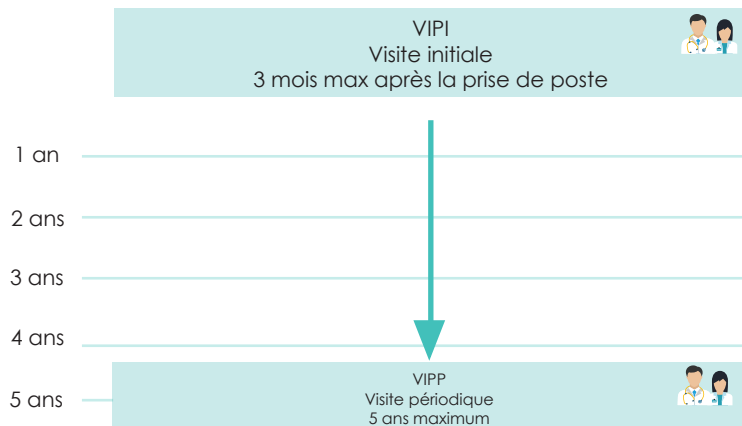 VIPI
Visite initiale
3 mois max après la prise de poste
1 an
2 ans
3 ans
4 ans
5 ans
VIPP
Visite périodique
5 ans maximum